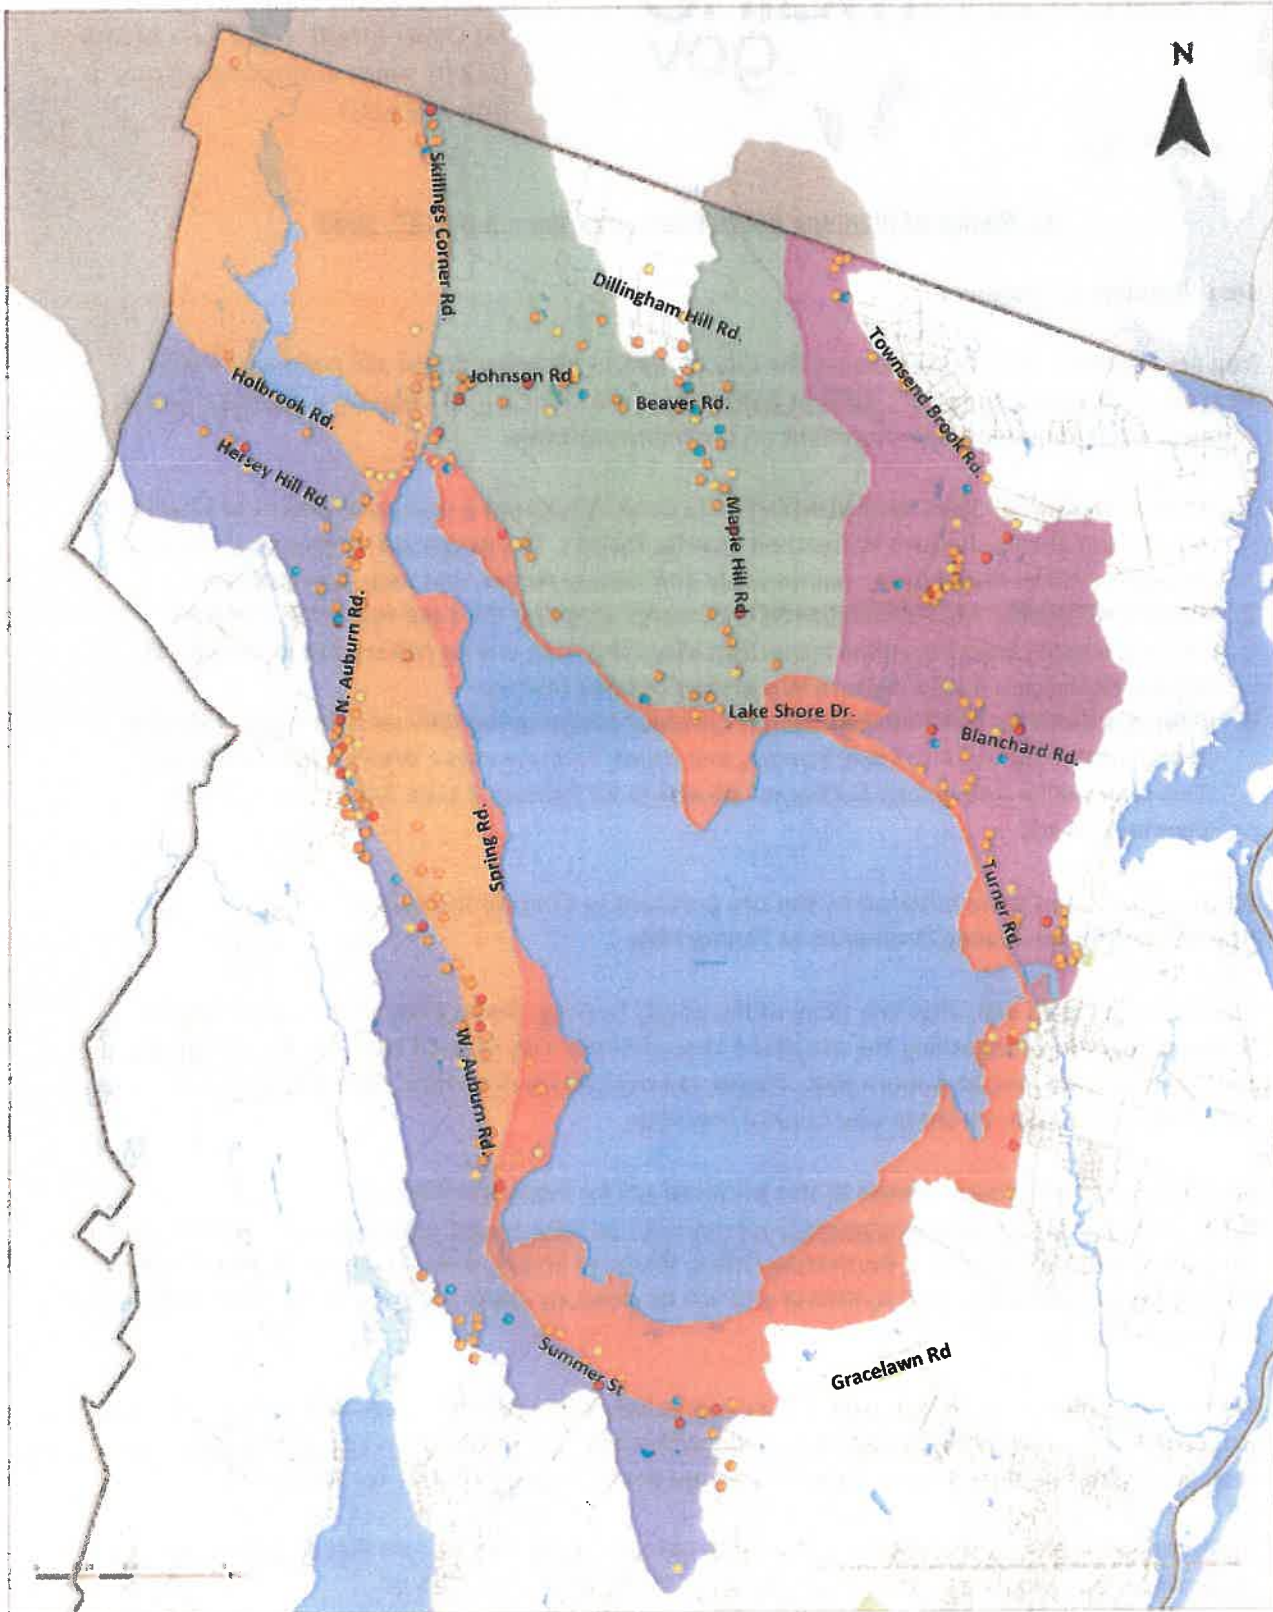 N
Skillings Corner Rd.
Dillingham Hill Rd.
Townsend Brook Rd.
Johnson Rd
Beaver Rd.
Holbrook Rd.
Hersey Hill Rd.
Maple Hill Rd.
N. Auburn Rd.
Lake Shore Dr.
Blanchard Rd.
Spring Rd.
Turner Rd.
W. Auburn Rd.
Summer St
Gracelawn Rd